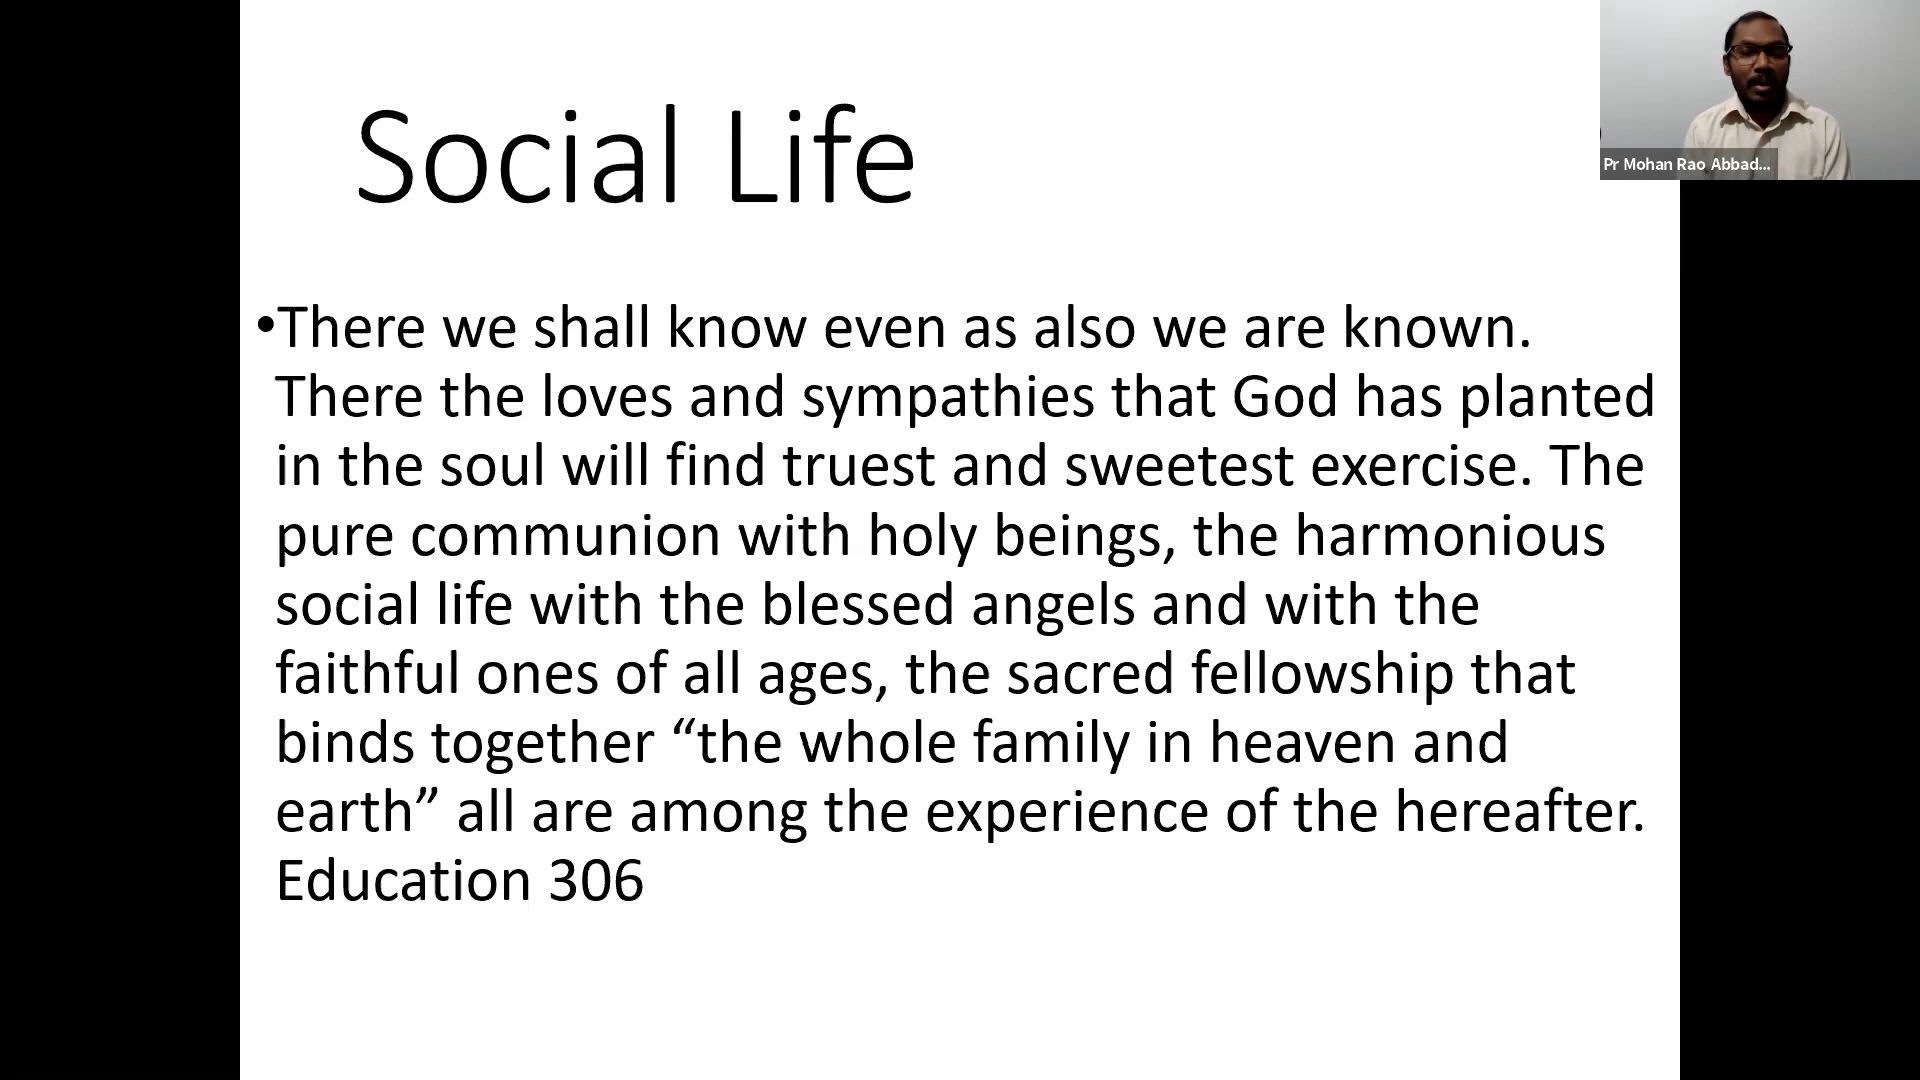 Social Life
Pr Mohan Rao Abbad...
•There we shall know even as also we are known.
There the loves and sympathies that God has planted
in the soul will find truest and sweetest exercise. The
pure communion with holy beings, the harmonious
social life with the blessed angels and with the
faithful ones of all ages, the sacred fellowship that
binds together “the whole family in heaven and
earth” all are among the experience of the hereafter.
Education 306